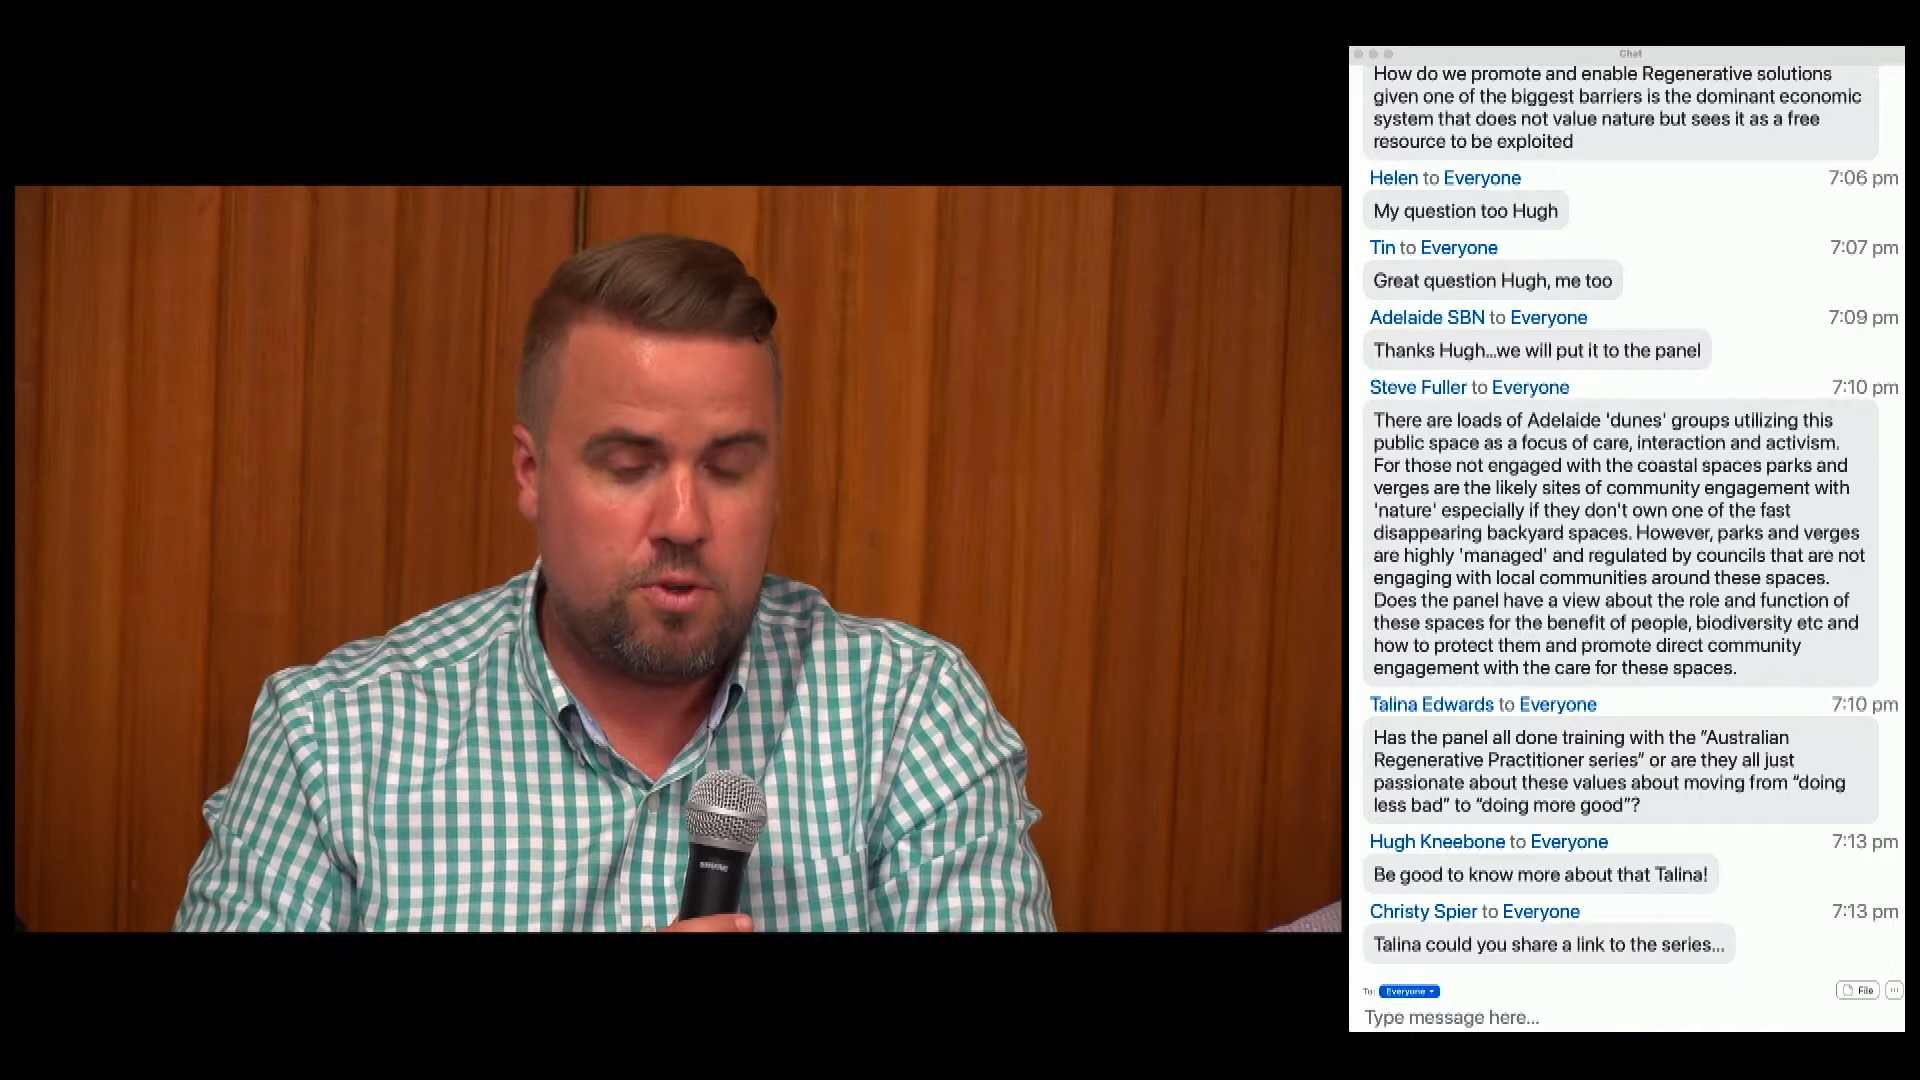 Chat
How do we promote and enable Regenerative solutions
given one of the biggest barriers is the dominant economic
system that does not value nature but sees it as a free
resource to be exploited
Helen to Everyone 7:06 pm
My question too Hugh
Tin to Everyone 7:07 pm
Great question Hugh, me too
Adelaide SBN to Everyone 7:09 pm
Thanks Hugh...we will put it to the panel
Steve Fuller to Everyone 7:10 pm
There are loads of Adelaide 'dunes' groups utilizing this
public space as a focus of care, interaction and activism.
For those not engaged with the coastal spaces parks and
verges are the likely sites of community engagement with
'nature' especially if they don't own one of the fast
disappearing backyard spaces. However, parks and verges
are highly 'managed' and regulated by councils that are not
engaging with local communities around these spaces.
Does the panel have a view about the role and function of
these spaces for the benefit of people, biodiversity etc and
how to protect them and promote direct community
engagement with the care for these spaces.
Talina Edwards to Everyone 7:10 pm
Has the panel all done training with the “Australian
Regenerative Practitioner series” or are they all just
passionate about these values about moving from “doing
less bad” to “doing more good”?
Hugh Kneebone to Everyone 7:13 pm
Be good to know more about that Talina!
Christy Spier to Everyone 7:13 pm
Talina could you share a link to the series...
To: Everyone File ...
Type message here...
SHURE